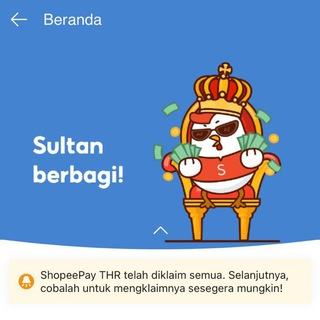 Beranda
Sultan
berbagi!
S
ShopeePay THR telah diklaim semua. Selanjutnya,
cobalah untuk mengklaimnya sesegera mungkin!